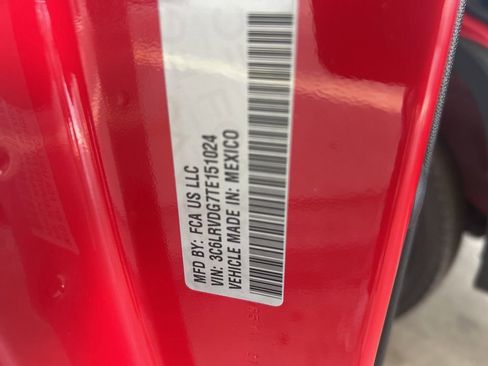 MFD BY: FCA US LLC
VIN: 3C6LRVDG7TE151024
VEHICLE MADE IN: MEXICO